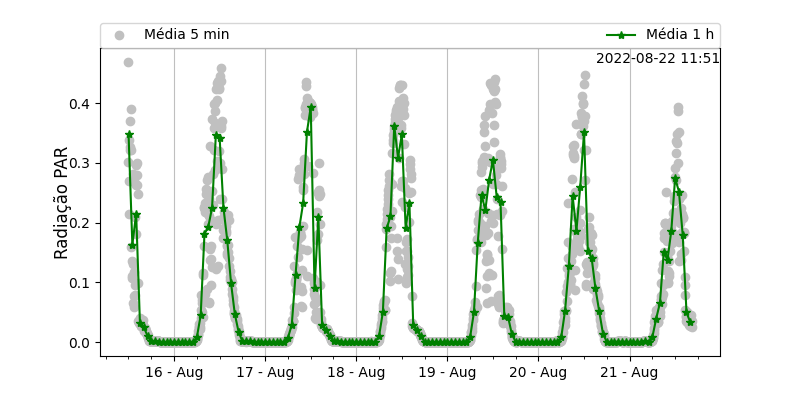 Média 5 min
Média 1 h
2022-08-22 11:51
Radiação PAR
0.4
0.3
0.2
0.1
0.0
16 - Aug
17 - Aug
18 - Aug
19 - Aug
20 - Aug
21 - Aug